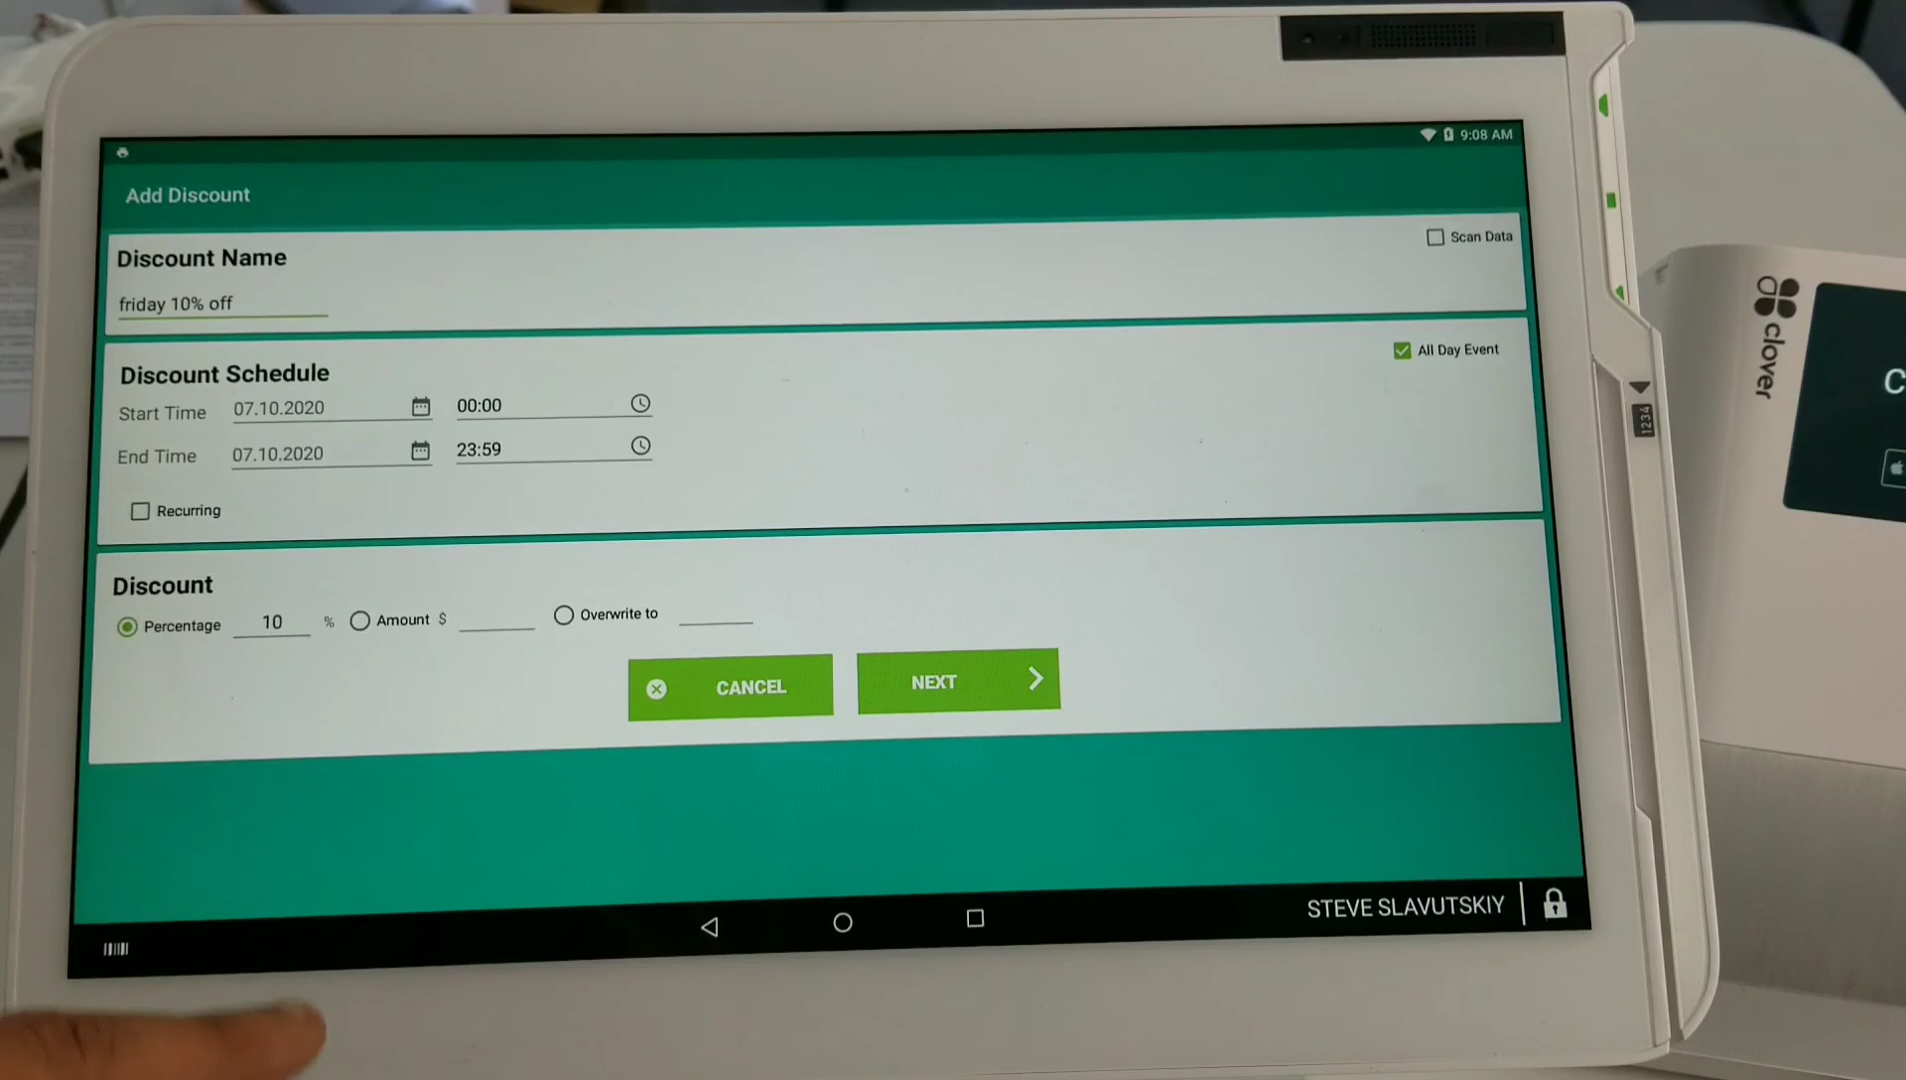 9:08 AM
Add Discount
Discount Name
Scan Data
friday 10% off
Discount Schedule
All Day Event
Start Time 07.10.2020 00:00
End Time 07.10.2020 23:59
Recurring
Discount
Percentage 10 % Amount $ Overwrite to
CANCEL NEXT
STEVE SLAVUTSKIY
clover
1234
C